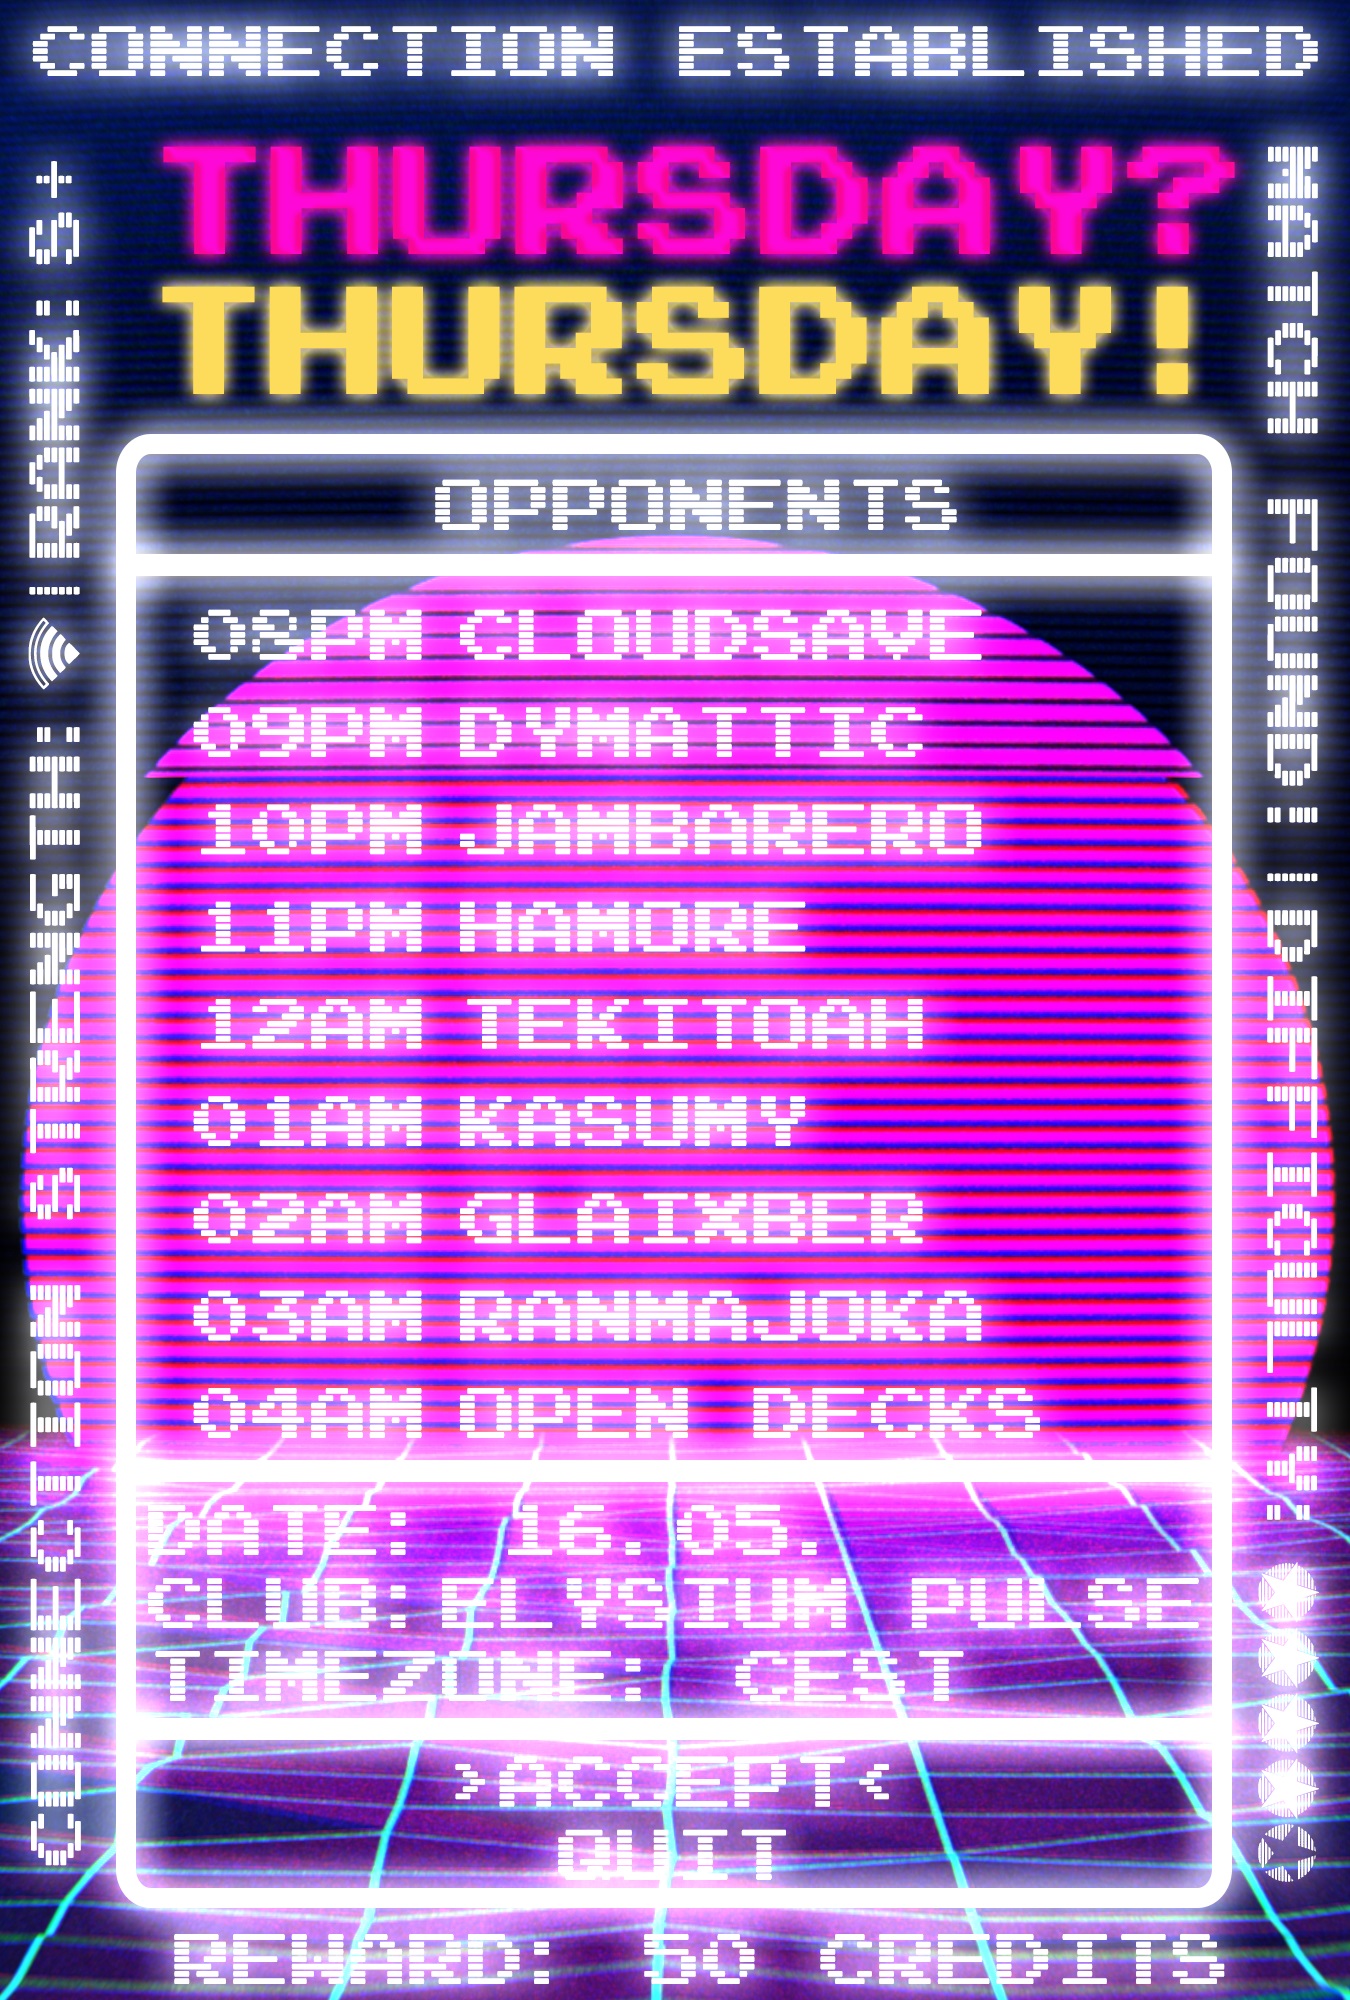 CONNECTION ESTABLISHED
THURSDAY?
THURSDAY!
OPPONENTS
08PM CLOUDSAVE
09PM DYMATTIC
10PM JAMBARERO
11PM HAMORE
12AM TEKITOAH
01AM KASUMY
02AM GLAIXBER
03AM RANMAJOKA
04AM OPEN DECKS
DATE: 16.05.
CLUB: ELYSIUM PULSE
TIMEZONE: CEST
>ACCEPT<
QUIT
REWARD: 50 CREDITS
CONNECTION STRENGTH: | RANK: S+
MATCH FOUND! | DIFFICULTY: